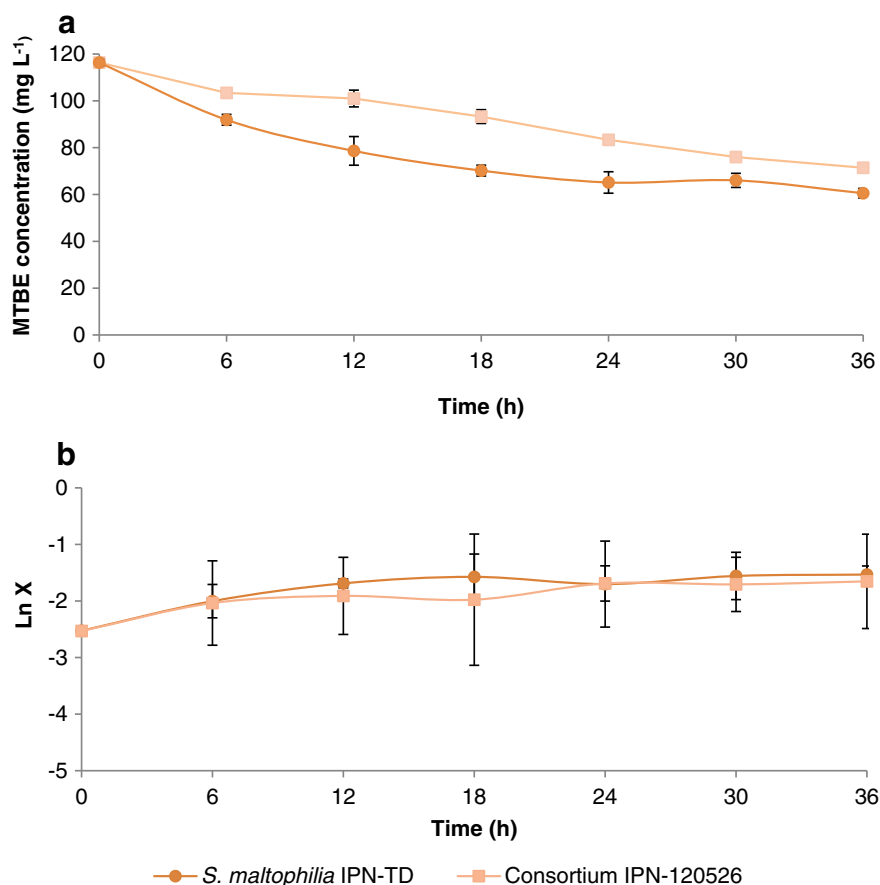 a
MTBE concentration (mg L-1)
120
100
80
60
40
20
0
0 6 12 18 24 30 36
Time (h)
b
Ln X
0
-1
-2
-3
-4
-5
0 6 12 18 24 30 36
Time (h)
S. maltophilia IPN-TD Consortium IPN-120526